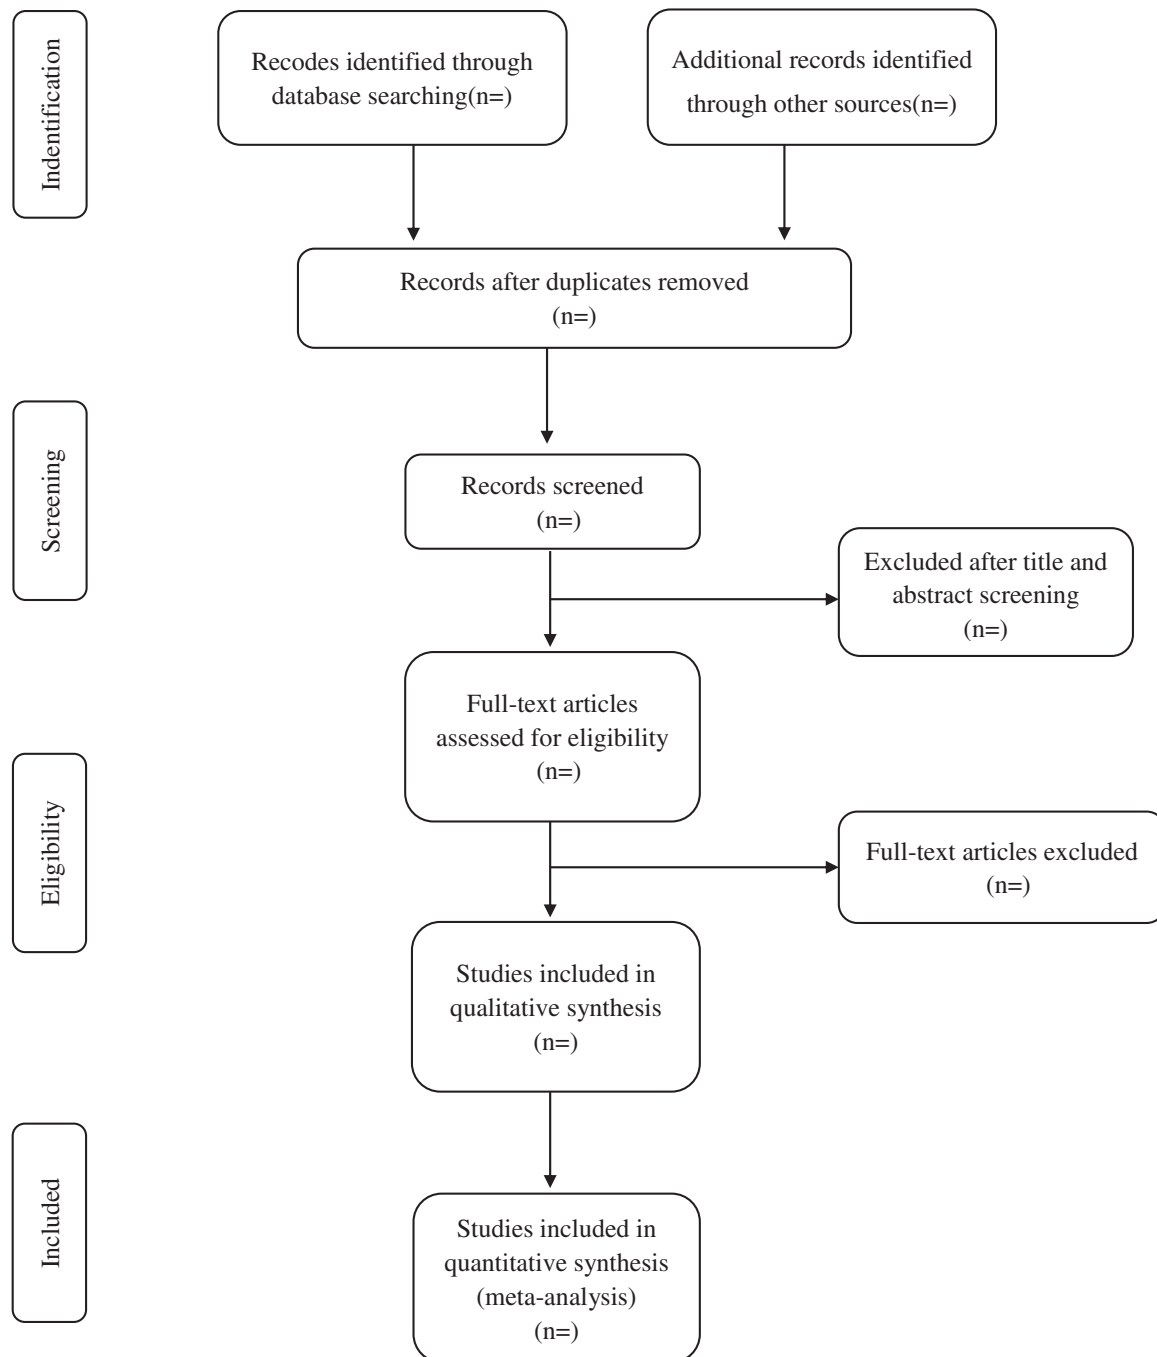 Indentification
Recodes identified through
database searching(n=)
Additional records identified
through other sources(n=)
Records after duplicates removed
(n=)
Screening
Records screened
(n=)
Excluded after title and
abstract screening
(n=)
Full-text articles
assessed for eligibility
(n=)
Eligibility
Full-text articles excluded
(n=)
Studies included in
qualitative synthesis
(n=)
Included
Studies included in
quantitative synthesis
(meta-analysis)
(n=)